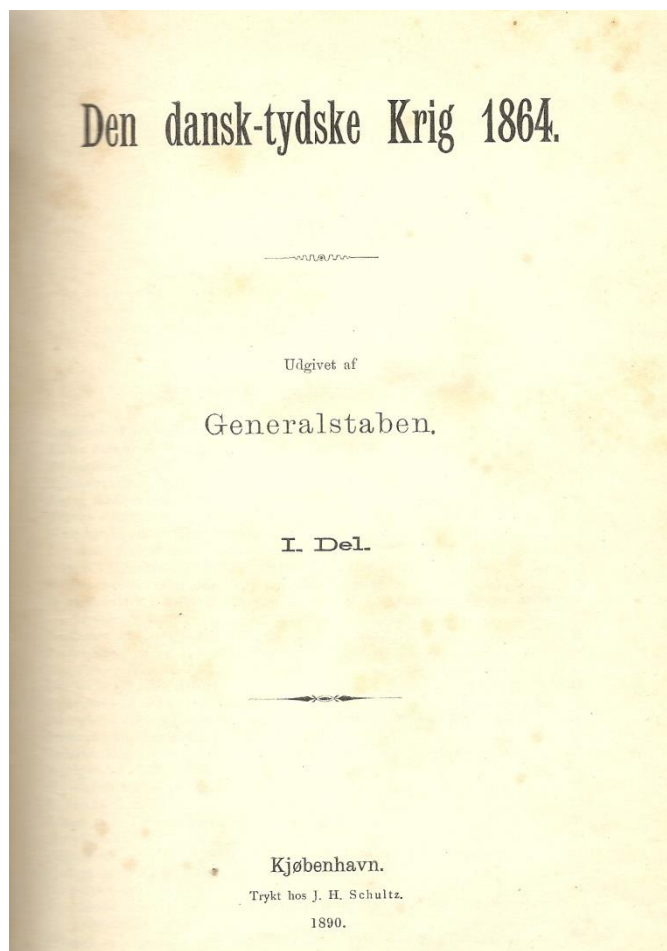 Den dansk-tydske Krig 1864.
Udgivet af
Generalstaben.
I. Del.
Kjøbenhavn.
Trykt hos J. H. Schultz.
1890.